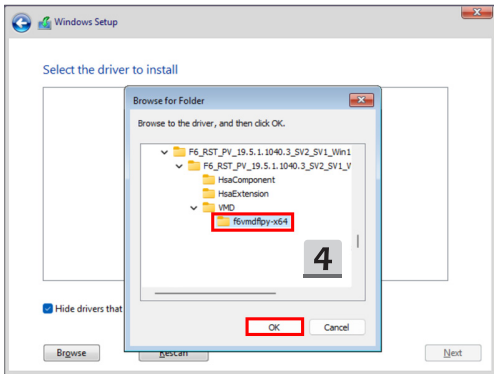 Windows Setup
Select the driver to install
Browse for Folder
Browse to the driver, and then click OK.
F6_RST_PV_19.5.1.1040.3_SV2_SV1_Win1
F6_RST_PV_19.5.1.1040.3_SV2_SV1_V
HsaComponent
HsaExtension
VMD
f6vmdflpy-x64
4
Hide drivers that
OK Cancel
Browse Rescan Next